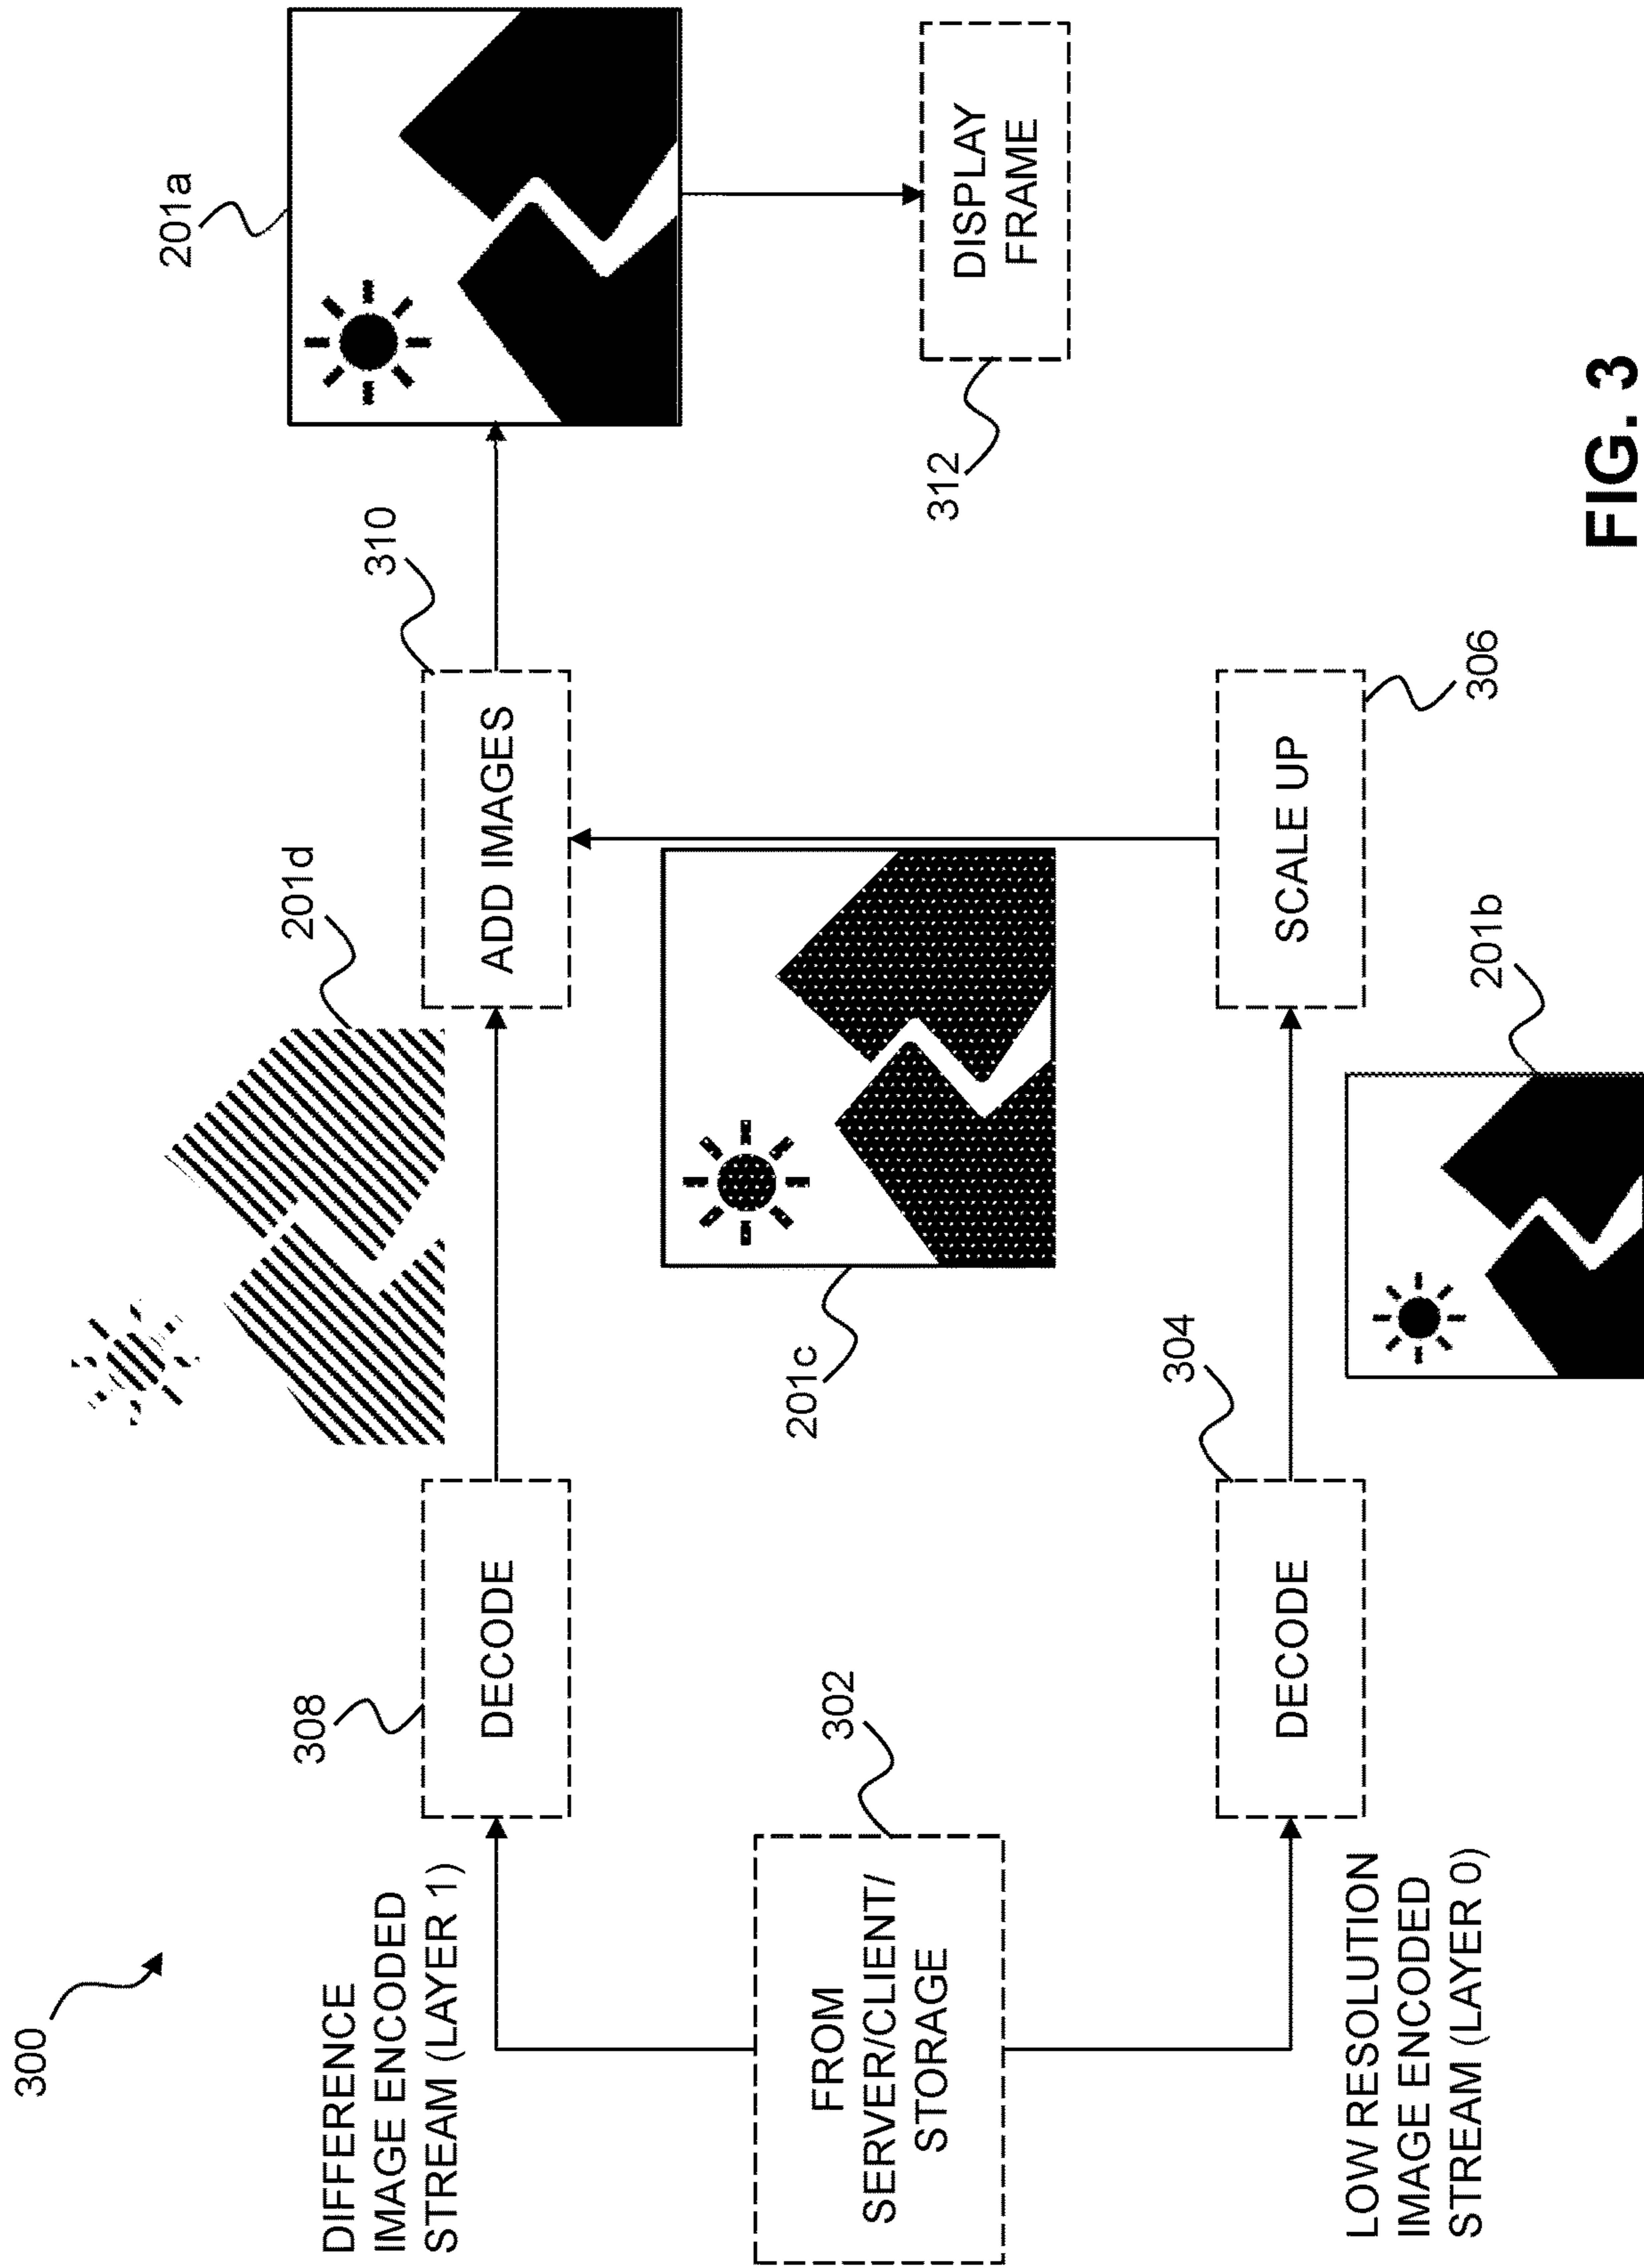 300
DIFFERENCE
IMAGE ENCODED
STREAM (LAYER 1)
308
DECODE
201d
ADD IMAGES
310
201a
FROM
SERVER/CLIENT/
STORAGE
302
201c
DISPLAY
FRAME
312
LOW RESOLUTION
IMAGE ENCODED
STREAM (LAYER 0)
DECODE
304
201b
SCALE UP
306
FIG. 3